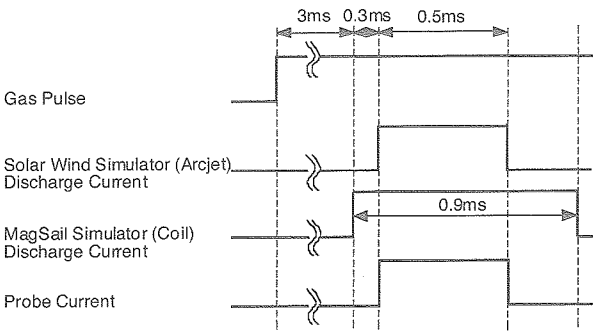 3ms 0.3ms 0.5ms
Gas Pulse
Solar Wind Simulator (Arcjet)
Discharge Current
0.9ms
MagSail Simulator (Coil)
Discharge Current
Probe Current